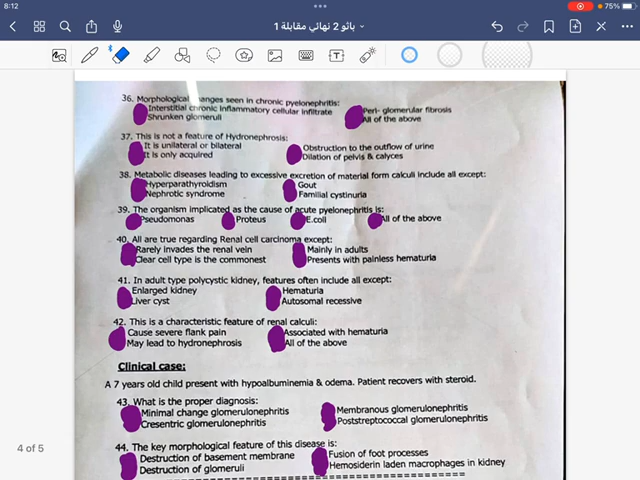 8:12
75%
باثو 2 نهائي مقابلة 1
36. Morphological changes seen in chronic pyelonephritis:
Interstitial chronic inflammatory cellular infiltrate Peri- glomerular fibrosis
Shrunken glomeruli All of the above
37. This is not a feature of Hydronephrosis:
It is unilateral or bilateral Obstruction to the outflow of urine
It is only acquired Dilation of pelvis & calyces
38. Metabolic diseases leading to excessive excretion of material form calculi include all except:
Hyperparathyroidism Gout
Nephrotic syndrome Familial cystinuria
39. The organism implicated as the cause of acute pyelonephritis is:
Pseudomonas Proteus E.coli All of the above
40. All are true regarding Renal cell carcinoma except:
Rarely invades the renal vein Mainly in adults
Clear cell type is the commonest Presents with painless hematuria
41. In adult type polycystic kidney, features often include all except:
Enlarged kidney Hematuria
Liver cyst Autosomal recessive
42. This is a characteristic feature of renal calculi:
Cause severe flank pain Associated with hematuria
May lead to hydronephrosis All of the above
Clinical case:
A 7 years old child present with hypoalbuminemia & odema. Patient recovers with steroid.
43. What is the proper diagnosis:
Minimal change glomerulonephritis Membranous glomerulonephritis
Cresentric glomerulonephritis Poststreptococcal glomerulonephritis
44. The key morphological feature of this disease is:
Destruction of basement membrane Fusion of foot processes
Destruction of glomeruli Hemosiderin laden macrophages in kidney
4 of 5